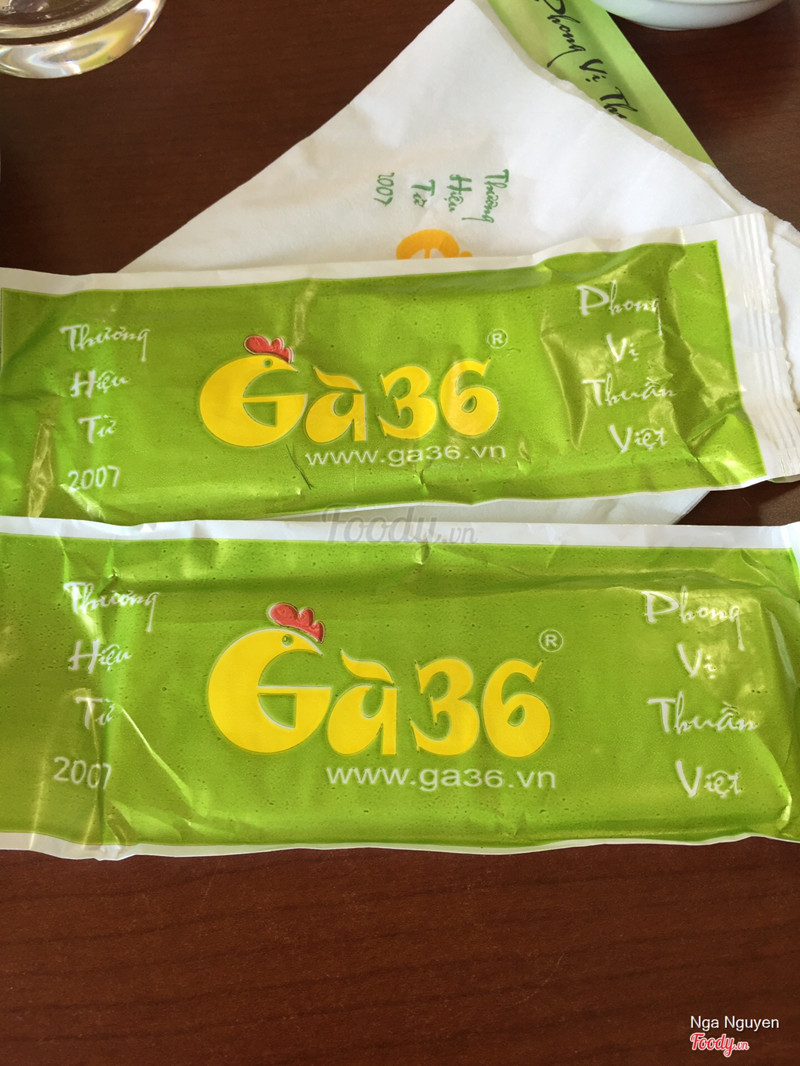 Phong Vị Th
Thương
Hiệu
Từ
2007
Thương
Hiệu
Từ
2007
Gà36®
www.ga36.vn
Phong
Vị
Thuần
Việt
Foody.vn
Thương
Hiệu
Từ
2007
Gà36®
www.ga36.vn
Phong
Vị
Thuần
Việt
Nga Nguyen
Foody.vn